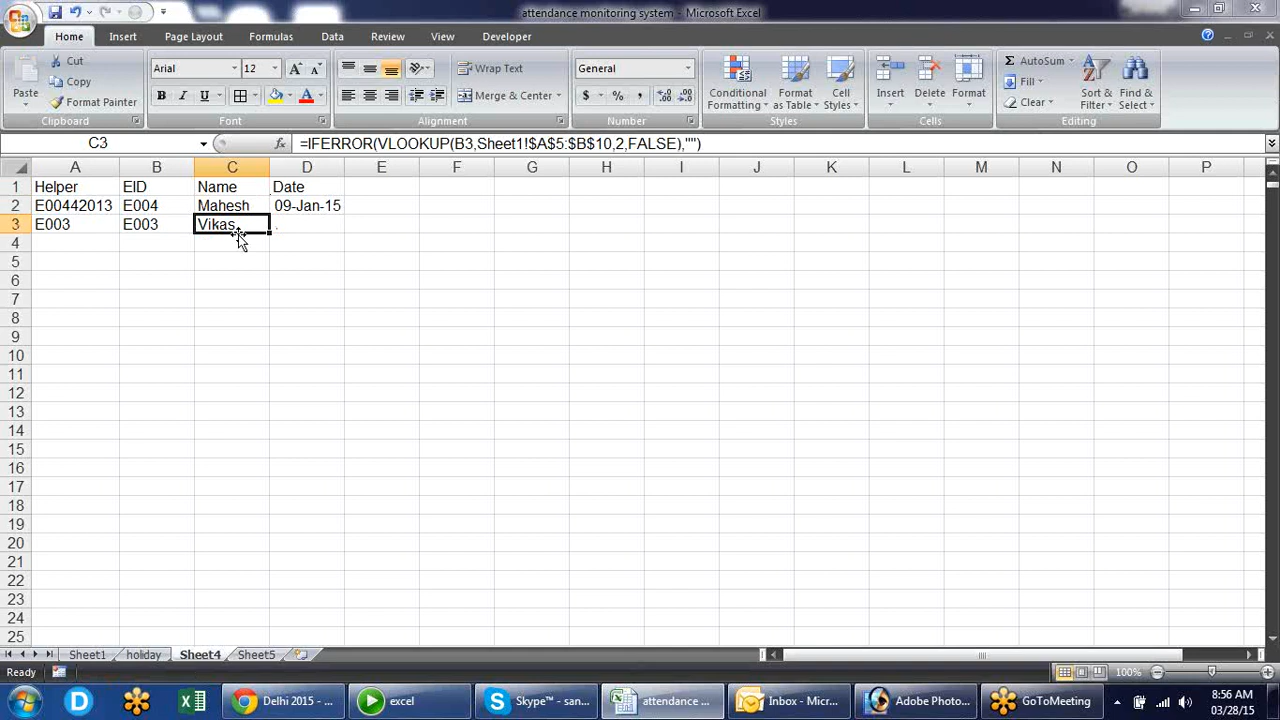 attendance monitoring system - Microsoft Excel
Home Insert Page Layout Formulas Data Review View Developer
Paste
Cut
Copy
Format Painter
Clipboard
Arial 12
B I U
Font
Wrap Text
Merge & Center
Alignment
General
$ % ,
Number
Conditional Formatting
Format as Table
Cell Styles
Styles
Insert Delete Format
Cells
Σ AutoSum
Fill
Clear
Sort & Filter
Find & Select
Editing
C3 fx =IFERROR(VLOOKUP(B3,Sheet1!$A$5:$B$10,2,FALSE),"")
A B C D E F G H I J K L M N O P
1 Helper EID Name Date
2 E00442013 E004 Mahesh 09-Jan-15
3 E003 E003 Vikas
4
5
6
7
8
9
10
11
12
13
14
15
16
17
18
19
20
21
22
23
24
25
Sheet1 holiday Sheet4 Sheet5
Ready 100%
Delhi 2015 - ... excel Skype™ - san... attendance ... Inbox - Micr... Adobe Photo... GoToMeeting 8:56 AM
03/28/15